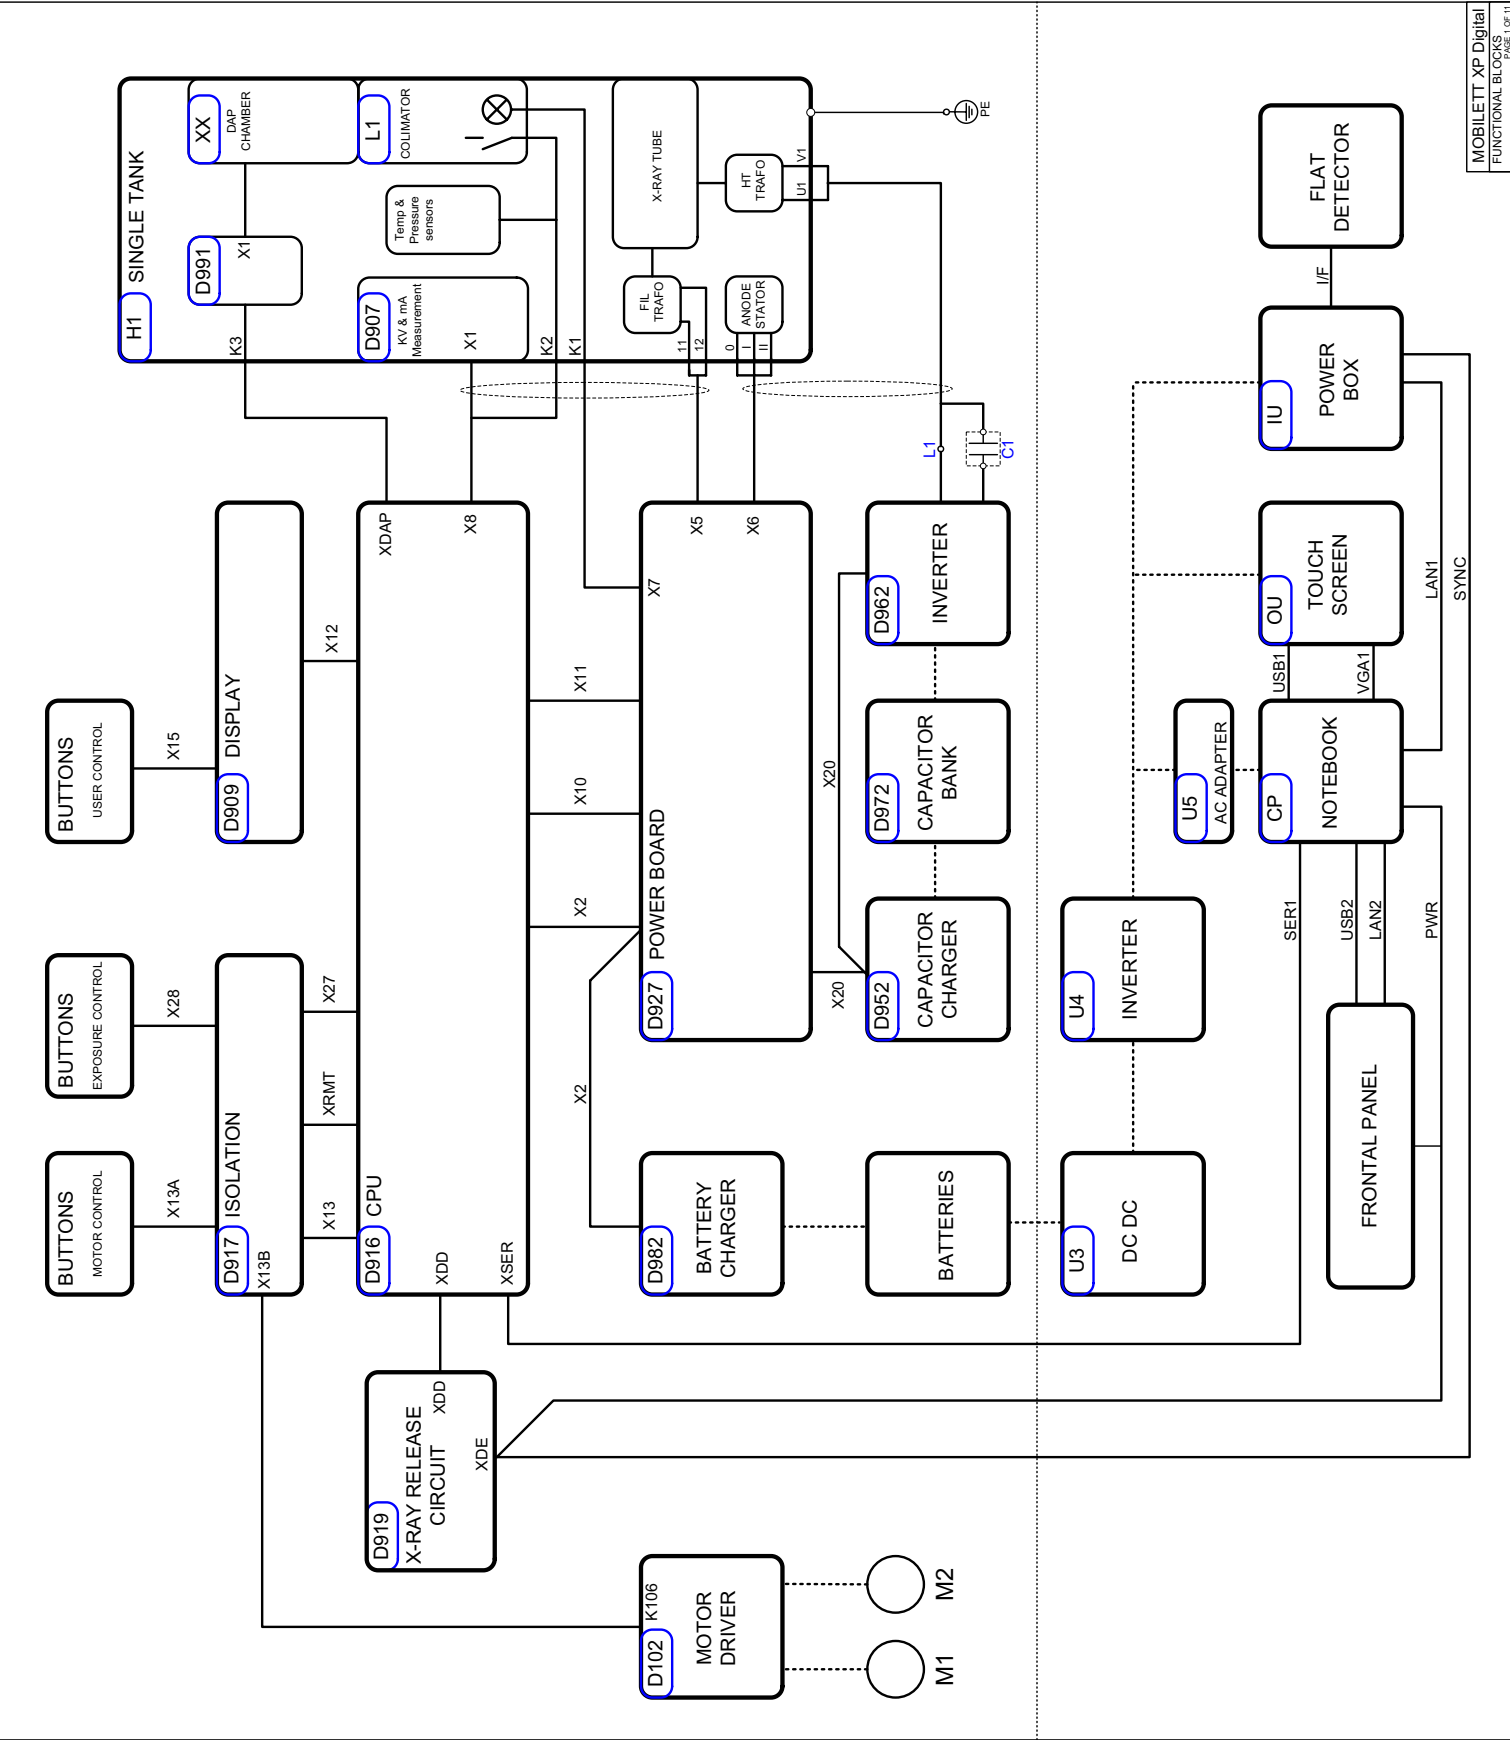 MOBILETT XP Digital
FUNCTIONAL BLOCKS
PAGE 1 OF 11
BUTTONS
MOTOR CONTROL
BUTTONS
EXPOSURE CONTROL
BUTTONS
USER CONTROL
X13A
X28
X15
D917
ISOLATION
X13B
D909
DISPLAY
X13
XRMT
X27
X12
D916
CPU
XDD
XSER
XDAP
X8
D919
X-RAY RELEASE
CIRCUIT
XDD
XDE
H1
SINGLE TANK
XX
DAP
CHAMBER
D991
X1
K3
L1
COLIMATOR
Temp &
Pressure
sensors
D907
KV & mA
Measurement
X1
K2
K1
X-RAY TUBE
FIL
TRAFO
11
12
HT
TRAFO
U1
V1
ANODE
STATOR
0
I
II
PE
X2
X2
X10
X11
D927
POWER BOARD
X7
X5
X6
D102
K106
MOTOR
DRIVER
M1
M2
D982
BATTERY
CHARGER
BATTERIES
X20
X20
D952
CAPACITOR
CHARGER
D972
CAPACITOR
BANK
D962
INVERTER
L1
C1
U3
DC DC
U4
INVERTER
U5
AC ADAPTER
CP
NOTEBOOK
OU
TOUCH
SCREEN
IU
POWER
BOX
I/F
FLAT
DETECTOR
USB1
VGA1
SER1
USB2
LAN2
PWR
LAN1
SYNC
FRONTAL PANEL